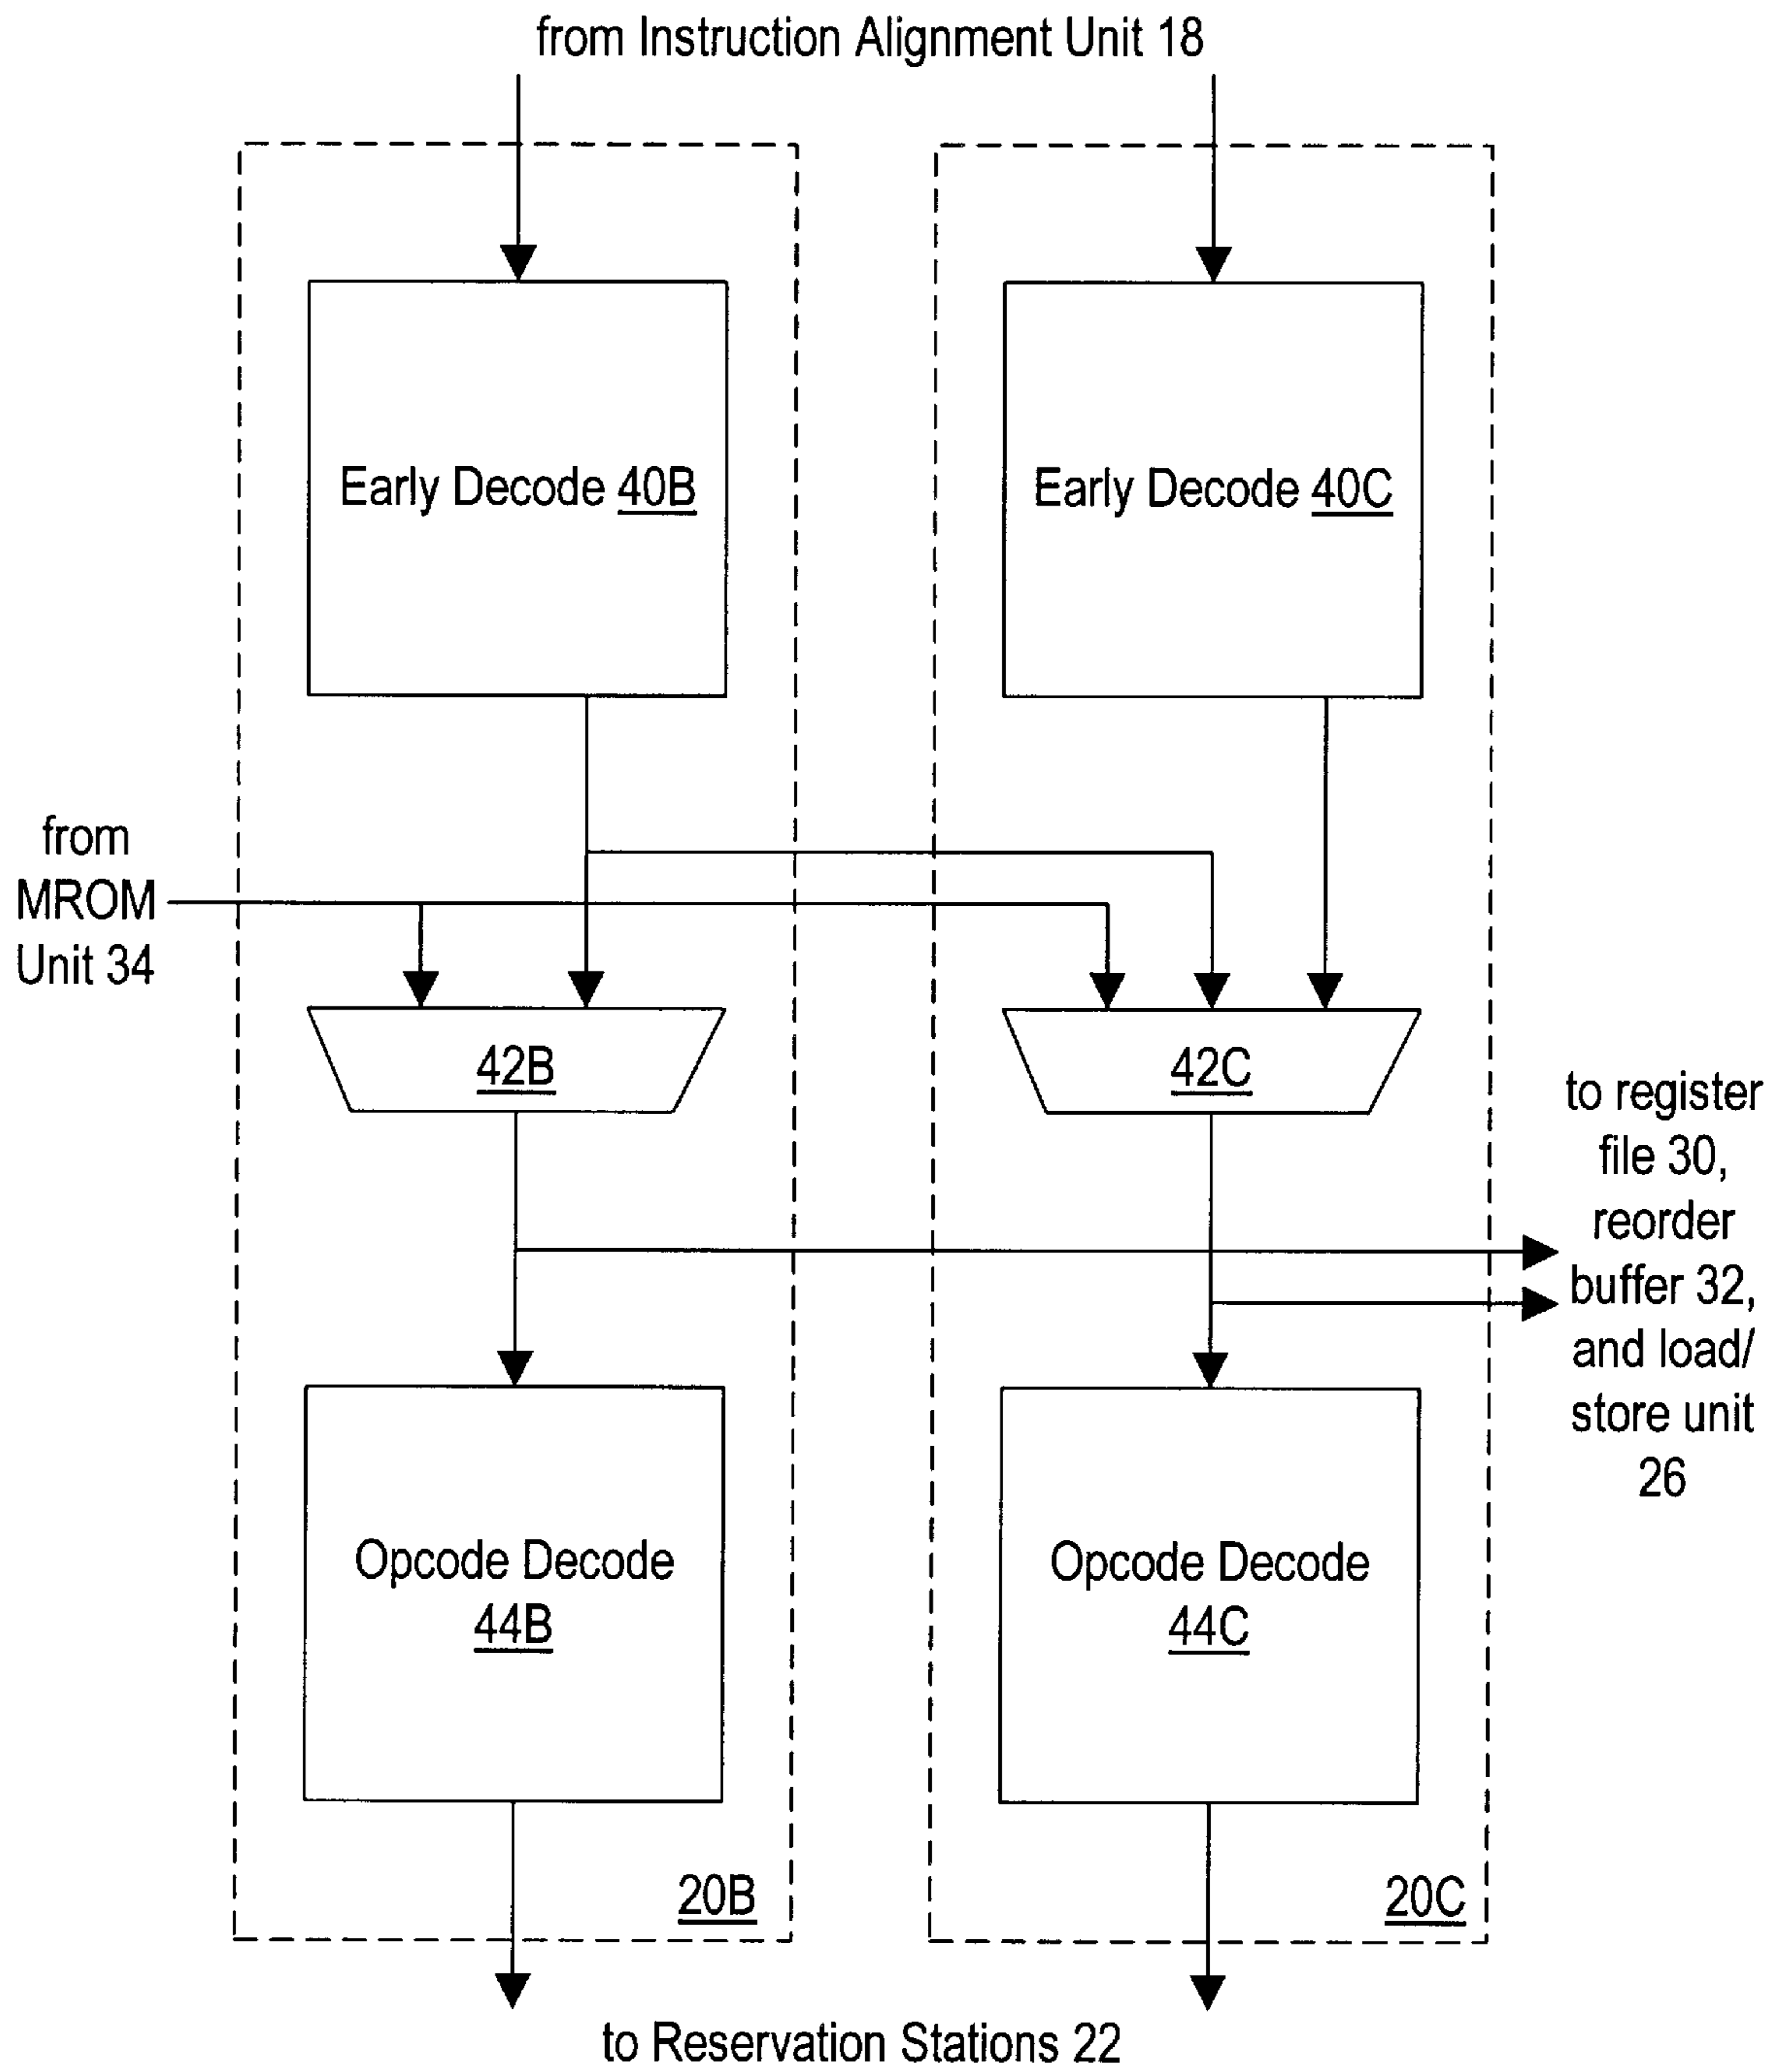 from Instruction Alignment Unit 18
Early Decode 40B
Early Decode 40C
from
MROM
Unit 34
42B
42C
to register
file 30,
reorder
buffer 32,
and load/
store unit
26
Opcode Decode
44B
Opcode Decode
44C
20B
20C
to Reservation Stations 22